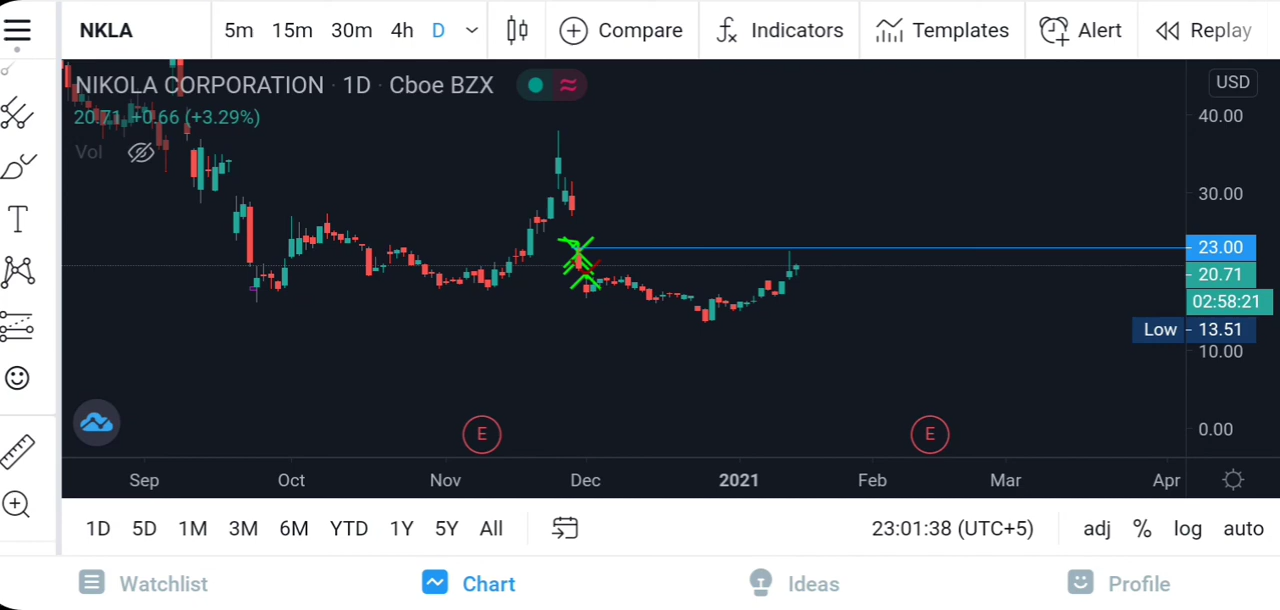 NKLA 5m 15m 30m 4h D Compare Indicators Templates Alert Replay
NIKOLA CORPORATION · 1D · Cboe BZX USD
20.71 +0.66 (+3.29%) 40.00
Vol
30.00
23.00
20.71
02:58:21
Low 13.51
10.00
E E 0.00
Sep Oct Nov Dec 2021 Feb Mar Apr
1D 5D 1M 3M 6M YTD 1Y 5Y All 23:01:38 (UTC+5) adj % log auto
Watchlist Chart Ideas Profile